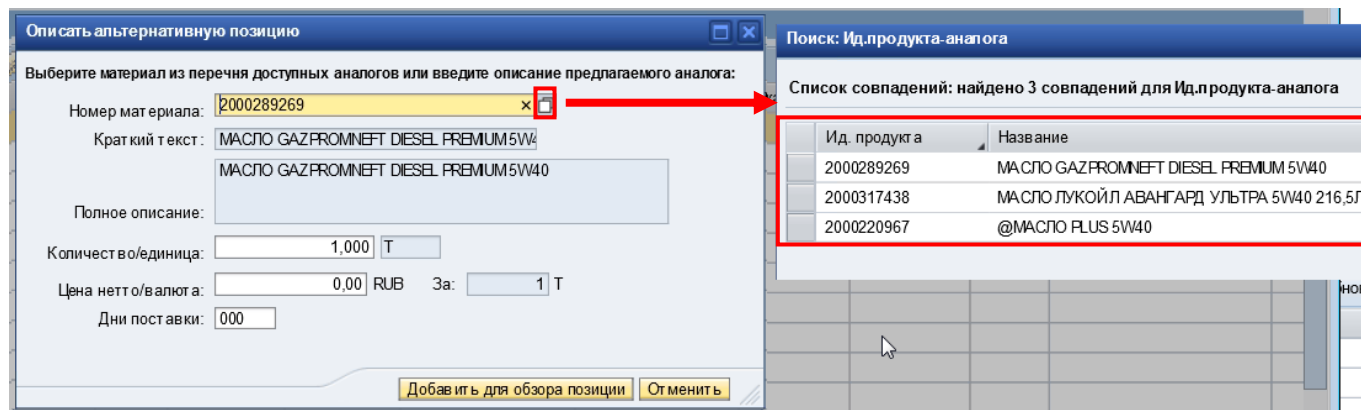 Описать альтернативную позицию
Выберите материал из перечня доступных аналогов или введите описание предлагаемого аналога:
Номер материала: 2000289269
Краткий текст: МАСЛО GAZPROMNEFT DIESEL PREMIUM 5W4
МАСЛО GAZPROMNEFT DIESEL PREMIUM 5W40
Полное описание:
Количество/единица: 1,000 T
Цена нетто/валюта: 0,00 RUB За: 1 T
Дни поставки: 000
Добавить для обзора позиции Отменить
Поиск: Ид.продукта-аналога
Список совпадений: найдено 3 совпадений для Ид.продукта-аналога
Ид. продукта Название
2000289269 МАСЛО GAZPROMNEFT DIESEL PREMIUM 5W40
2000317438 МАСЛО ЛУКОЙЛ АВАНГАРД УЛЬТРА 5W40 216,5Л
2000220967 @МАСЛО PLUS 5W40